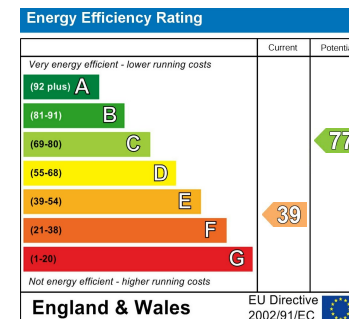 Energy Efficiency Rating
Current
Very energy efficient - lower running costs
(92 plus) A
(81-91) B
(69-80) C
77
(55-68) D
(39-54) E
39
(21-38) F
(1-20) G
Not energy efficient - higher running costs
England & Wales
EU Directive
2002/91/EC